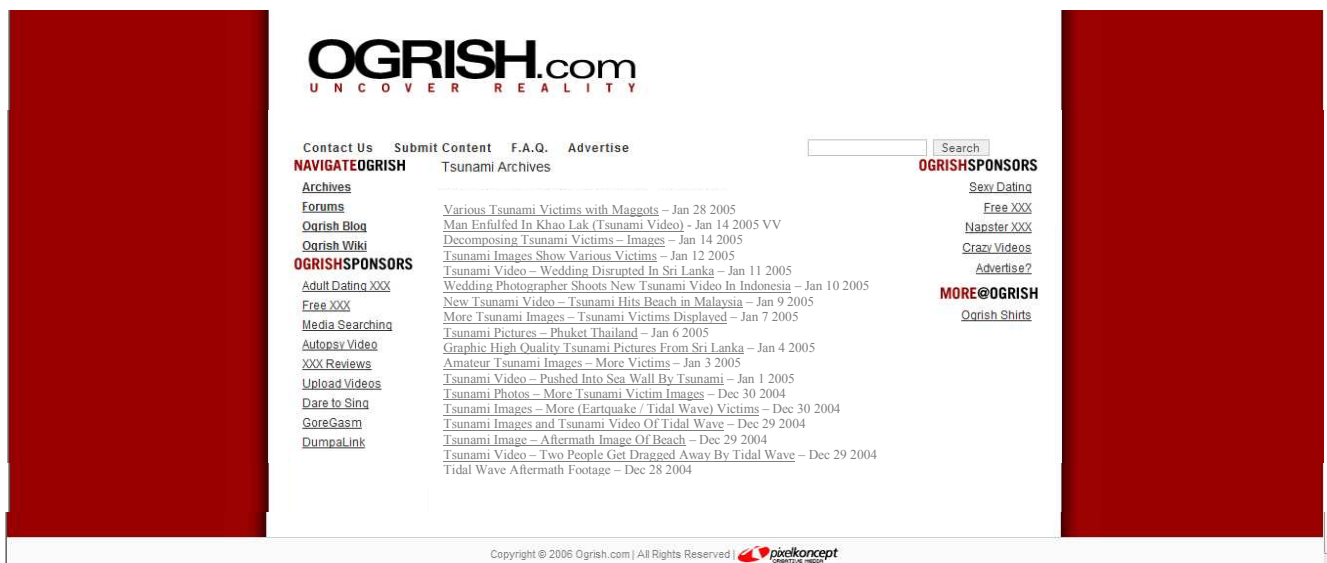 OGRISH.com
UNCOVER REALITY
Contact Us Submit Content F.A.Q. Advertise Search
NAVIGATEOGRISH
Archives
Forums
Ogrish Blog
Ogrish Wiki
OGRISHSPONSORS
Adult Dating XXX
Free XXX
Media Searching
Autopsy Video
XXX Reviews
Upload Videos
Dare to Sing
GoreGasm
DumpaLink
Tsunami Archives
Various Tsunami Victims with Maggots – Jan 28 2005
Man Enfulfed In Khao Lak (Tsunami Video) - Jan 14 2005 VV
Decomposing Tsunami Victims – Images – Jan 14 2005
Tsunami Images Show Various Victims – Jan 12 2005
Tsunami Video – Wedding Disrupted In Sri Lanka – Jan 11 2005
Wedding Photographer Shoots New Tsunami Video In Indonesia – Jan 10 2005
New Tsunami Video – Tsunami Hits Beach in Malaysia – Jan 9 2005
More Tsunami Images – Tsunami Victims Displayed – Jan 7 2005
Tsunami Pictures – Phuket Thailand – Jan 6 2005
Graphic High Quality Tsunami Pictures From Sri Lanka – Jan 4 2005
Amateur Tsunami Images – More Victims – Jan 3 2005
Tsunami Video – Pushed Into Sea Wall By Tsunami – Jan 1 2005
Tsunami Photos – More Tsunami Victim Images – Dec 30 2004
Tsunami Images – More (Eartquake / Tidal Wave) Victims – Dec 30 2004
Tsunami Images and Tsunami Video Of Tidal Wave – Dec 29 2004
Tsunami Image – Aftermath Image Of Beach – Dec 29 2004
Tsunami Video – Two People Get Dragged Away By Tidal Wave – Dec 29 2004
Tidal Wave Aftermath Footage – Dec 28 2004
OGRISHSPONSORS
Sexy Dating
Free XXX
Napster XXX
Crazy Videos
Advertise?
MORE@OGRISH
Ogrish Shirts
Copyright © 2006 Ogrish.com | All Rights Reserved | pixelkoncept
CREATIVE MEDIA